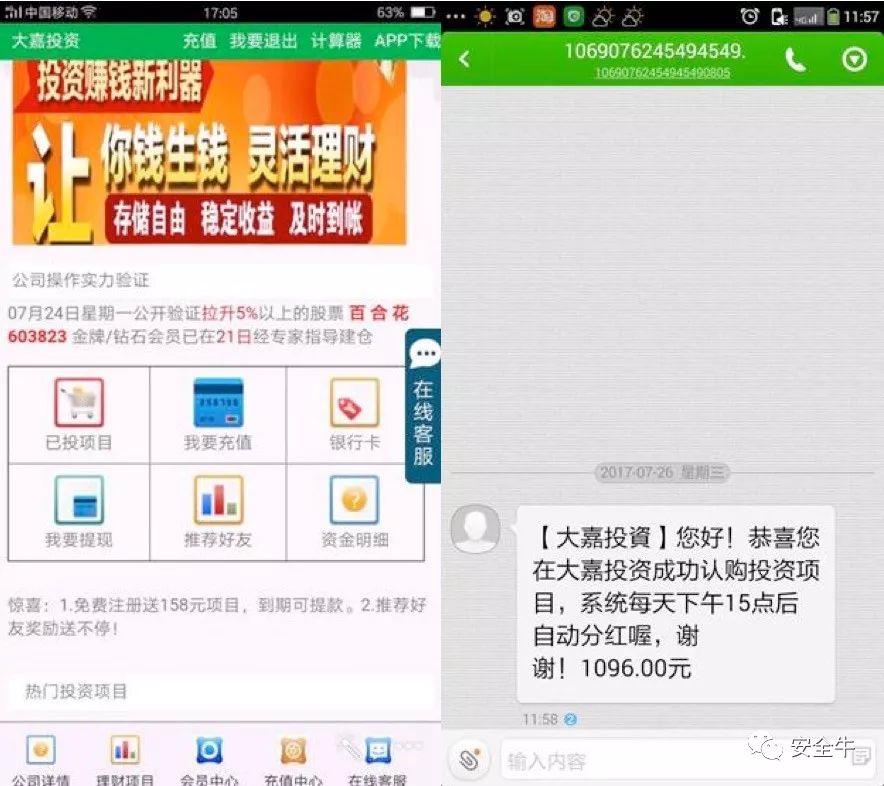 中国移动
17:05
63%
大嘉投资
充值 我要退出 计算器 APP下载
投资赚钱新利器
让
你钱生钱 灵活理财
存储自由 稳定收益 及时到帐
公司操作实力验证
07月24日星期一公开验证拉升5%以上的股票 百合花
603823 金牌/钻石会员已在21日经专家指导建仓
已投项目
我要充值
银行卡
在线客服
我要提现
推荐好友
资金明细
惊喜：1.免费注册送158元项目，到期可提款。2.推荐好
友奖励送不停！
热门投资项目
公司详情
理财项目
会员中心
充值中心
在线客服
淘
4G
11:57
1069076245494549.
10690762454945490805
2017-07-26 星期三
【大嘉投資】您好！恭喜您
在大嘉投资成功认购投资项
目，系统每天下午15点后
自动分红喔，谢
谢！1096.00元
11:58 2
输入内容
安全牛